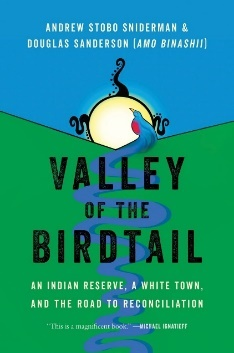 ANDREW STOBO SNIDERMAN &
DOUGLAS SANDERSON [AMO BINASHII]
VALLEY
OF THE
BIRDTAIL
AN INDIAN RESERVE, A WHITE TOWN,
AND THE ROAD TO RECONCILIATION
"This is a magnificent book." —MICHAEL IGNATIEFF